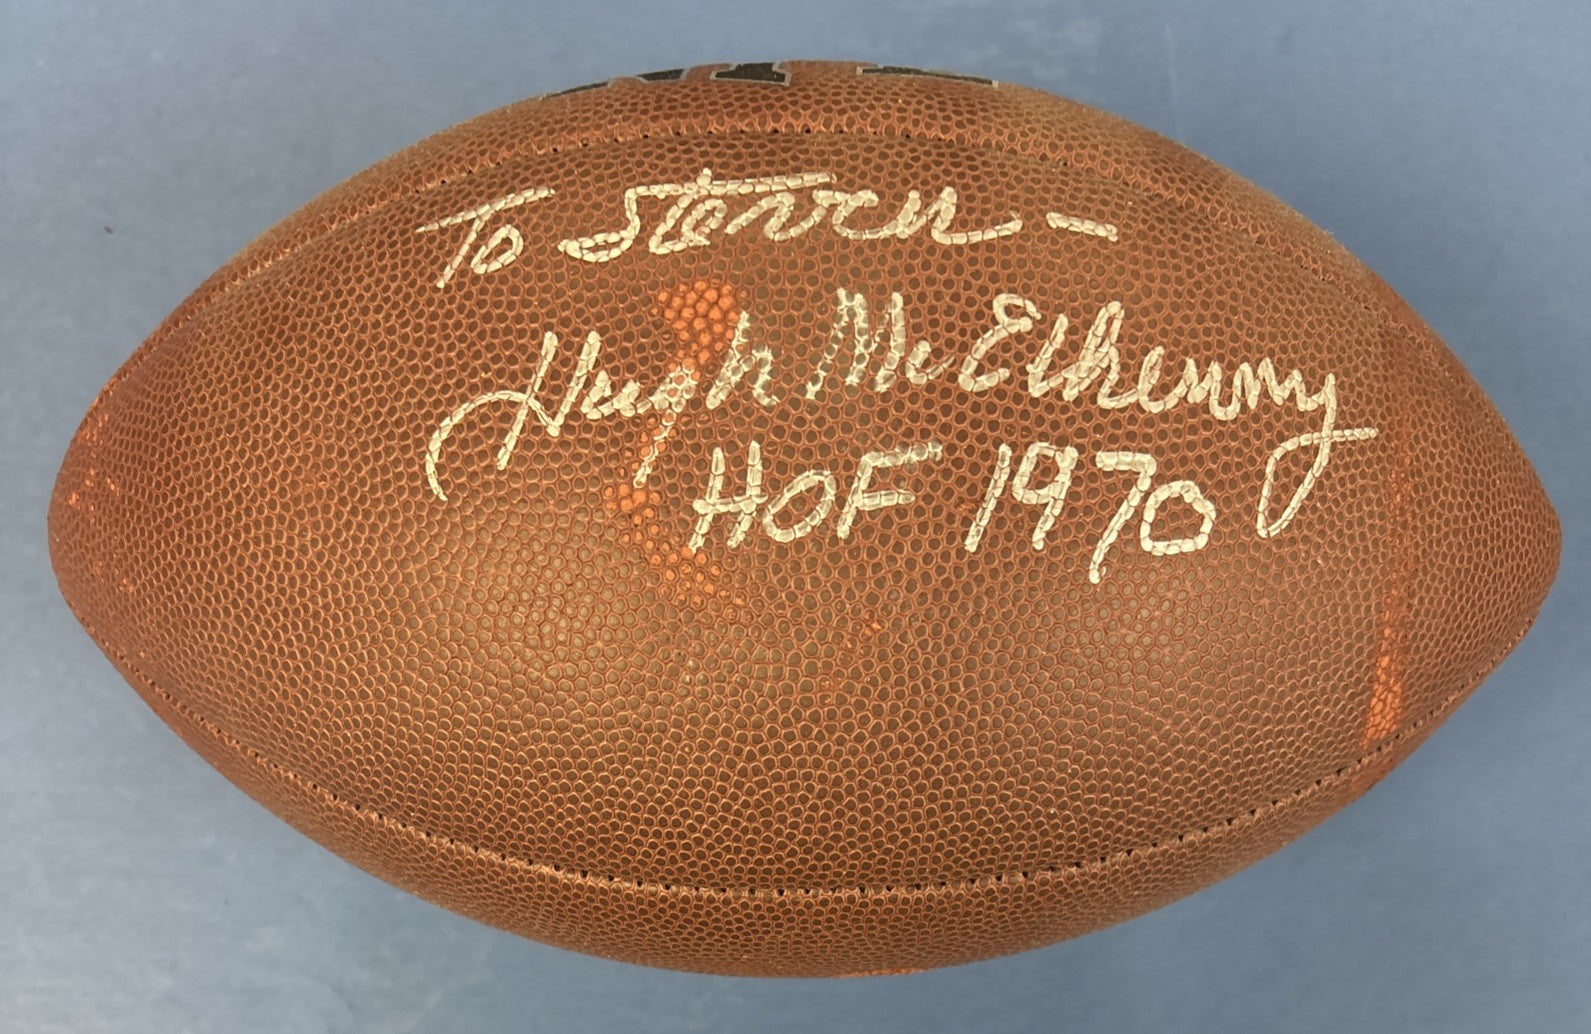 To Steven -
Hugh McElhenny
HOF 1970